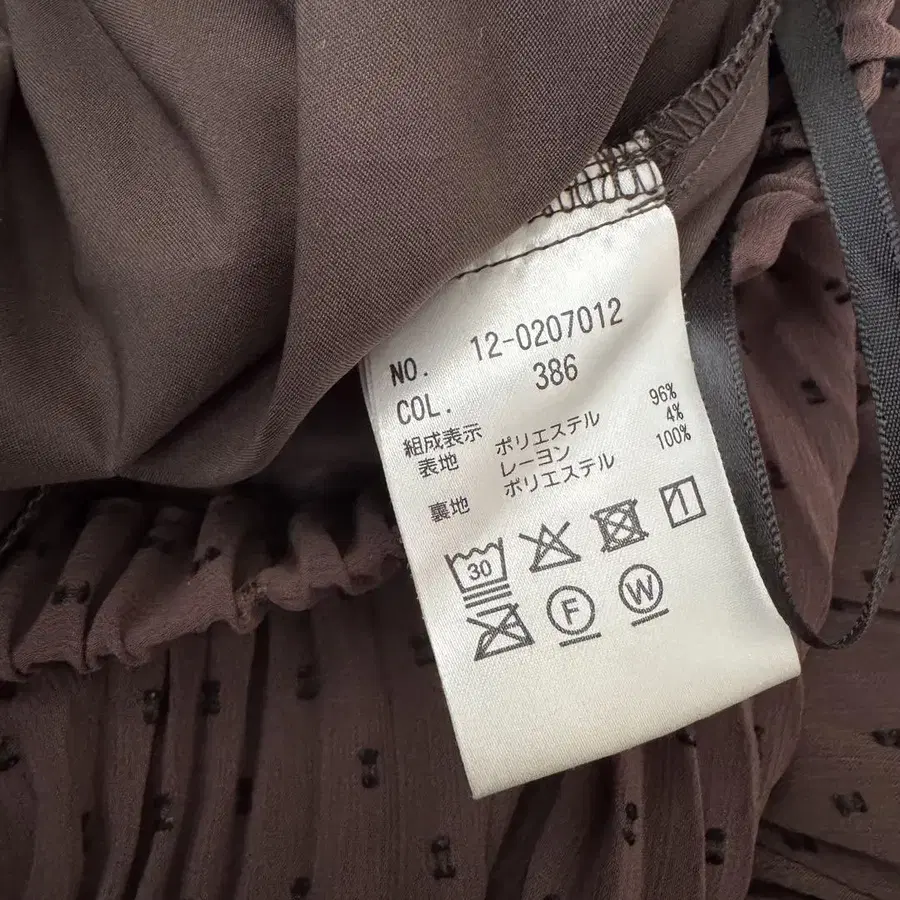 NO. 12-0207012
COL. 386
組成表示
表地 ポリエステル 96%
レーヨン 4%
裏地 ポリエステル 100%
30
F W